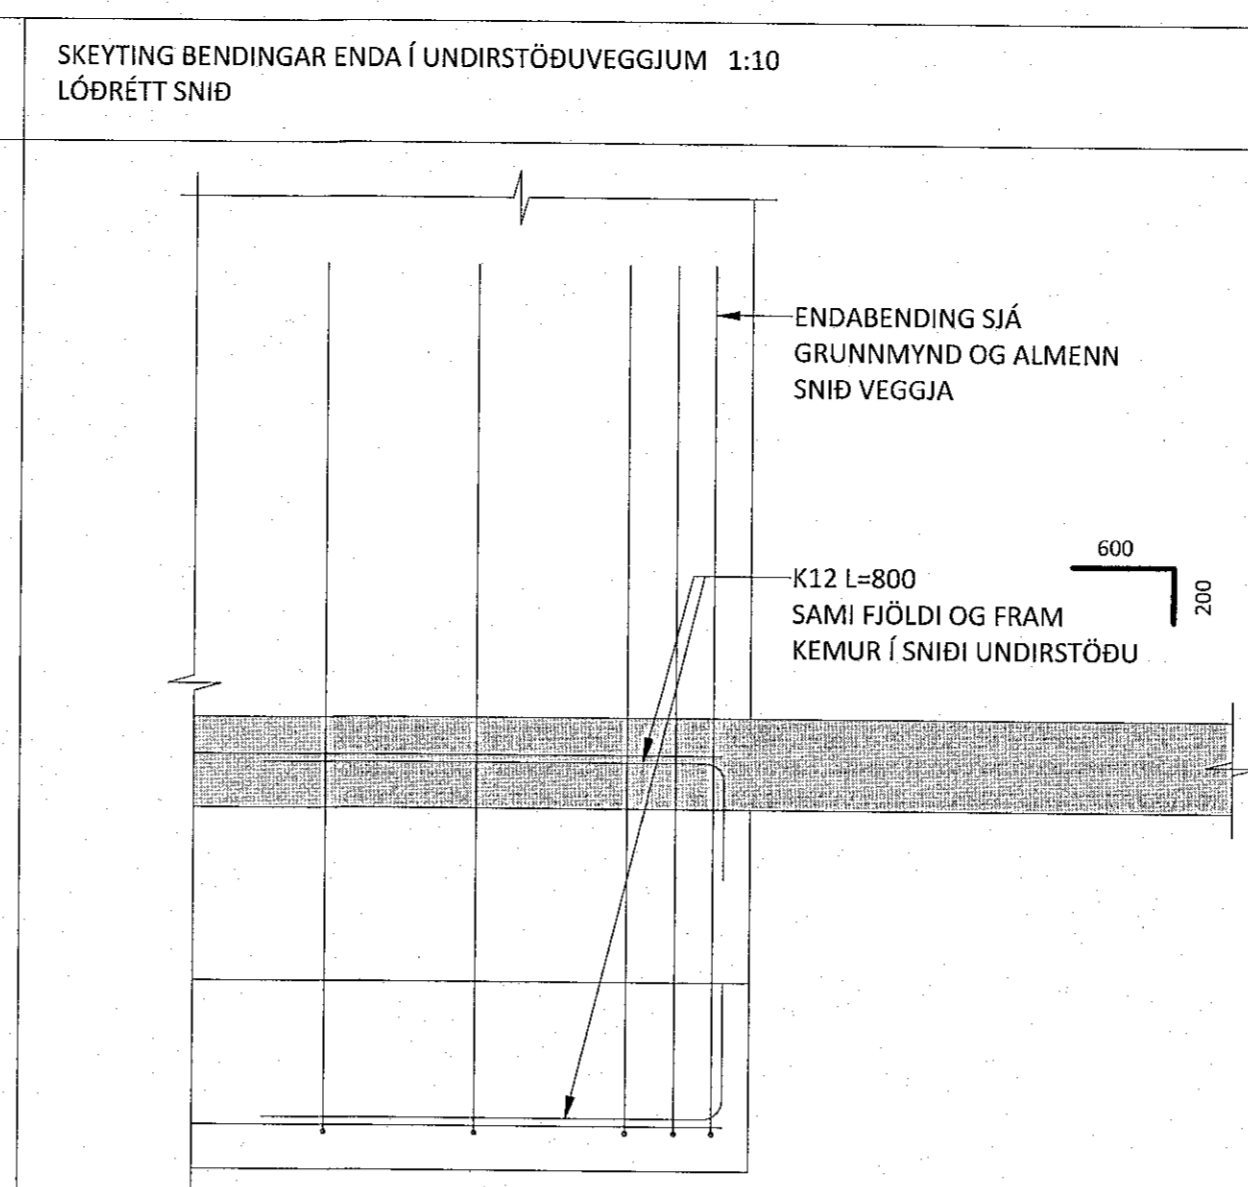 SKEYTING BENDINGAR ENDA Í UNDIRSTÖÐUVEGGJUM 1:10
LÓÐRÉTT SNIÐ
ENDABENDING SJÁ
GRUNNMYND OG ALMENN
SNIÐ VEGGJA
600
200
K12 L=800
SAMI FJÖLDI OG FRAM
KEMUR Í SNIÐI UNDIRSTÖÐU